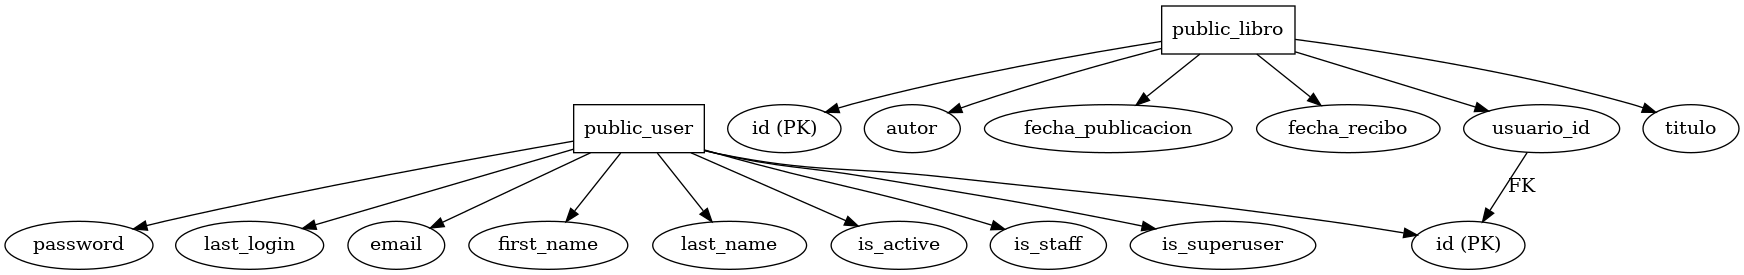 public_libro
public_user
id (PK)
autor
fecha_publicacion
fecha_recibo
usuario_id
titulo
FK
password
last_login
email
first_name
last_name
is_active
is_staff
is_superuser
id (PK)